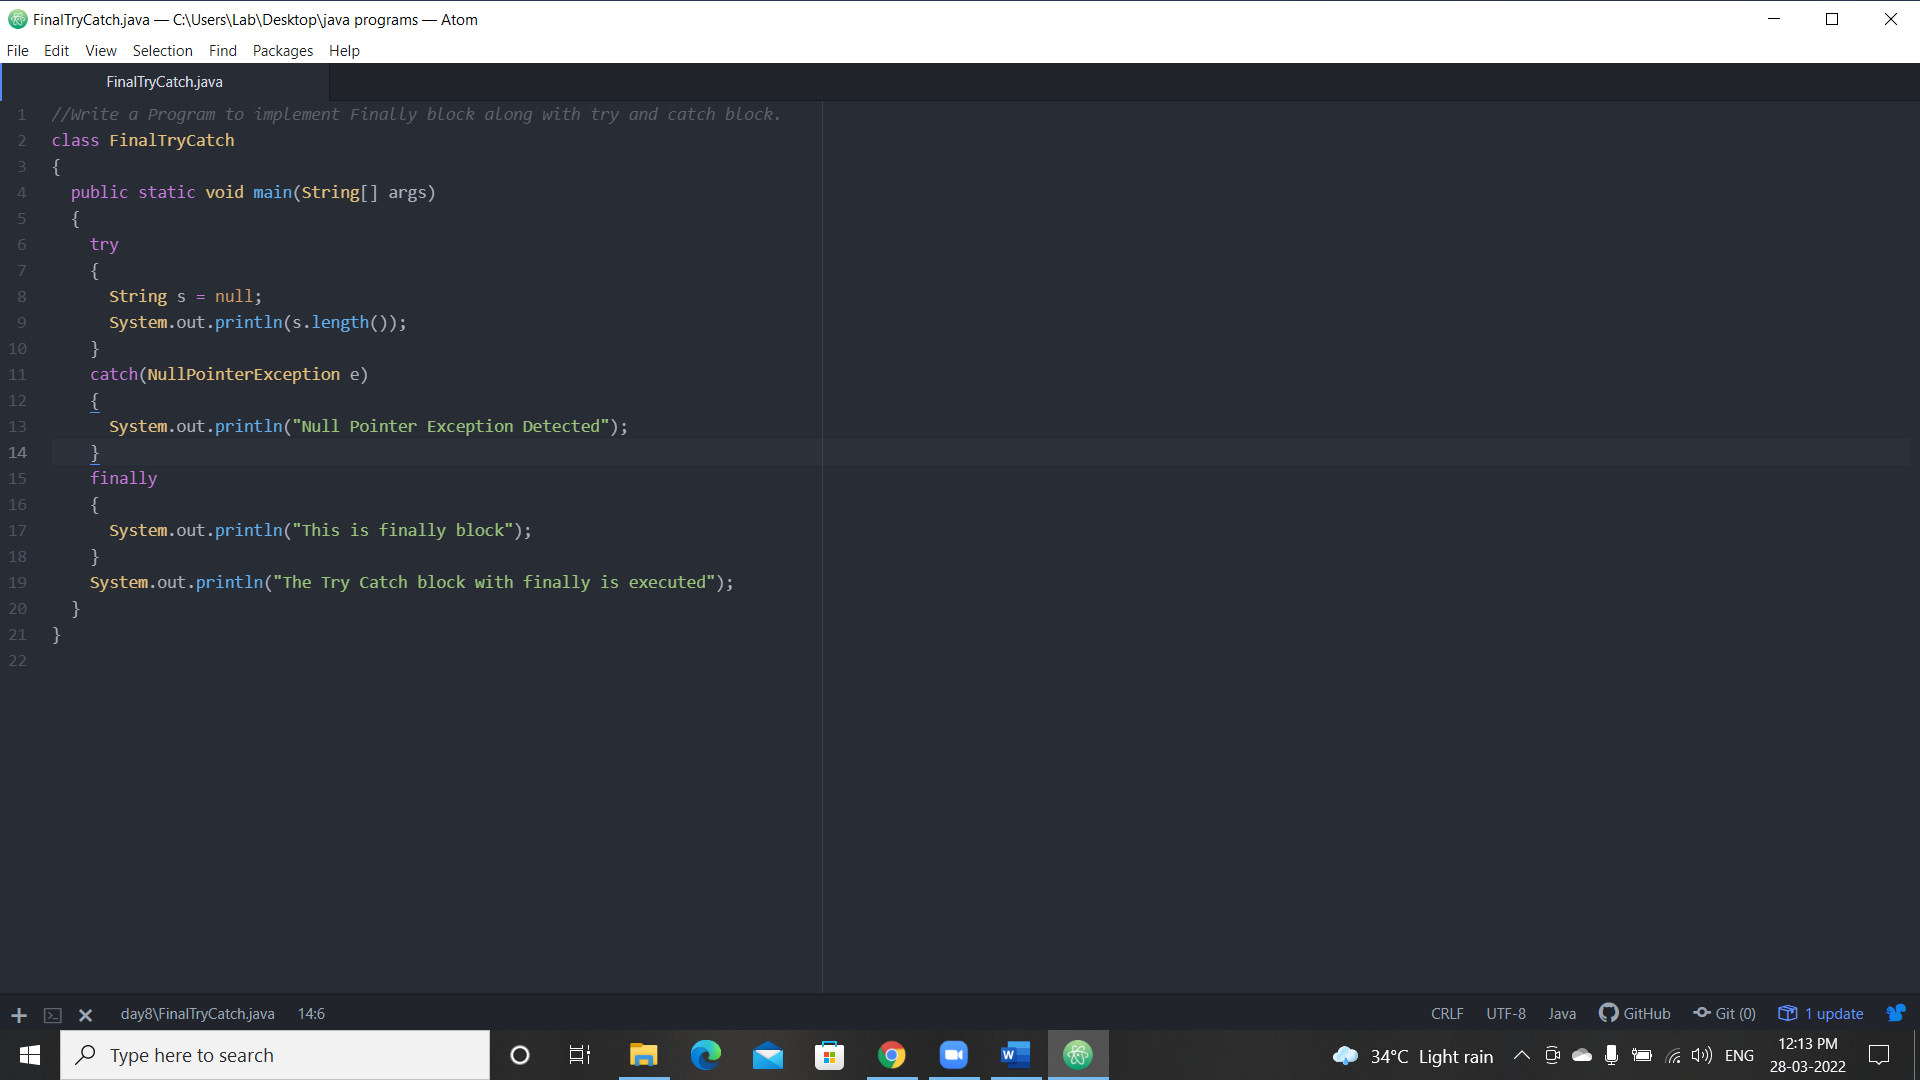 FinalTryCatch.java — C:\Users\Lab\Desktop\java programs — Atom
File Edit View Selection Find Packages Help
FinalTryCatch.java
1 //Write a Program to implement Finally block along with try and catch block.
2 class FinalTryCatch
3 {
4 public static void main(String[] args)
5 {
6 try
7 {
8 String s = null;
9 System.out.println(s.length());
10 }
11 catch(NullPointerException e)
12 {
13 System.out.println("Null Pointer Exception Detected");
14 }
15 finally
16 {
17 System.out.println("This is finally block");
18 }
19 System.out.println("The Try Catch block with finally is executed");
20 }
21 }
22
day8\FinalTryCatch.java 14:6 CRLF UTF-8 Java GitHub Git (0) 1 update
Type here to search 34°C Light rain ENG 12:13 PM
28-03-2022